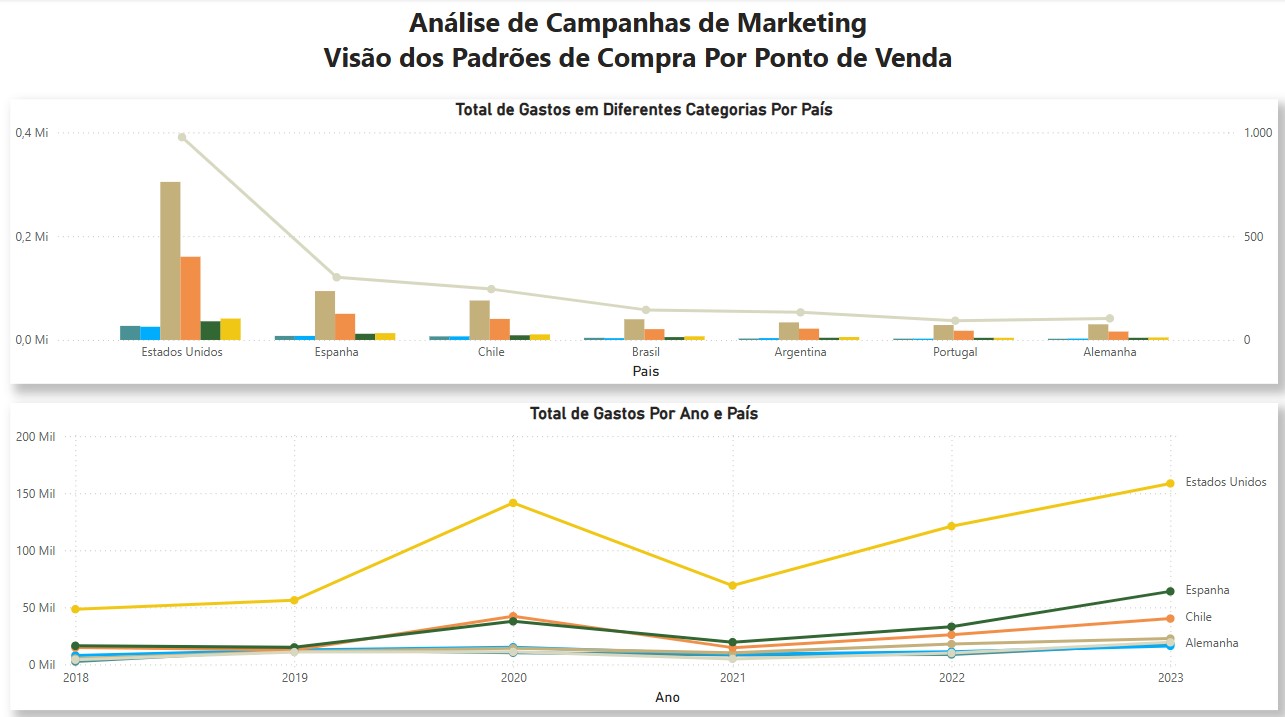 Análise de Campanhas de Marketing
Visão dos Padrões de Compra Por Ponto de Venda
Total de Gastos em Diferentes Categorias Por País
0,4 Mi
1.000
0,2 Mi
500
0,0 Mi
0
Estados Unidos Espanha Chile Brasil Argentina Portugal Alemanha
Pais
Total de Gastos Por Ano e País
200 Mil
150 Mil
Estados Unidos
100 Mil
Espanha
50 Mil
Chile
Alemanha
0 Mil
2018 2019 2020 2021 2022 2023
Ano